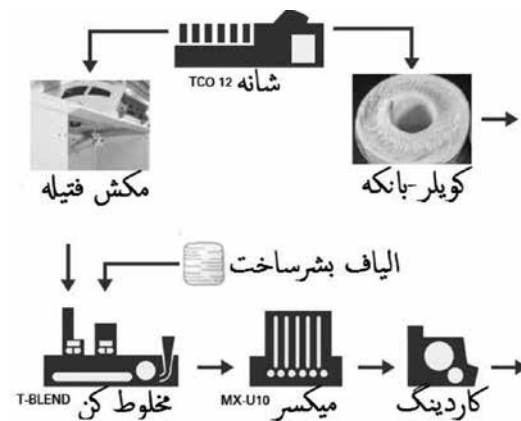 TCO 12 شانه
مکش فتیله
کویلر-بانکه
الیاف بشرساخت
T-BLEND مخلوط کن
MX-U10 میکسر
کاردینگ